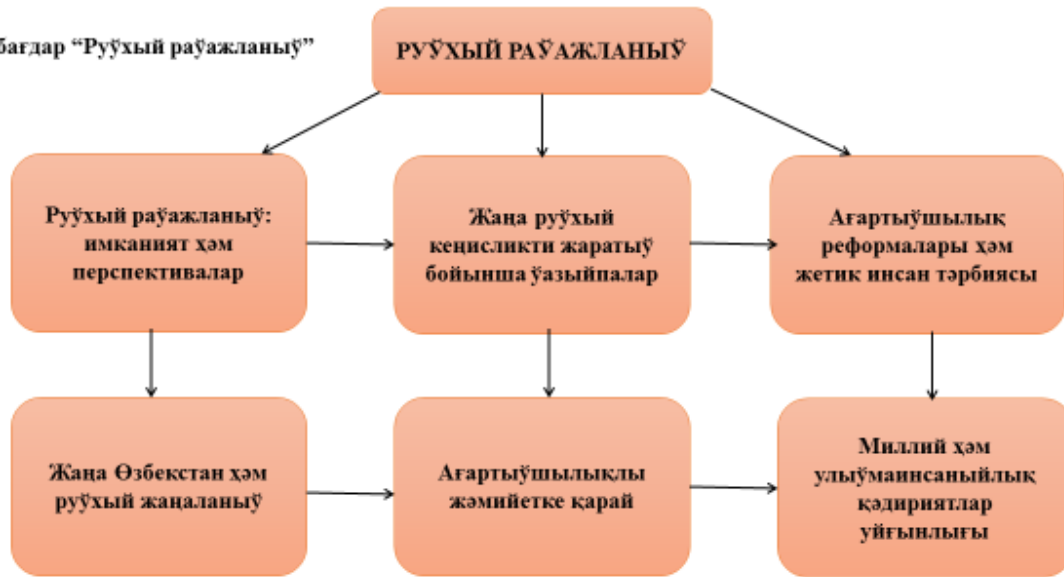 бағдар “Руўхый раўажланыў”
РУЎХЫЙ РАЎАЖЛАНЫЎ
Руўхый раўажланыў:
имканият ҳәм
перспективалар
Жаңа руўхый
кеңисликти жаратыў
бойынша ўазыйпалар
Ағартыўшылық
реформалары ҳәм
жетик инсан тәрбиясы
Жаңа Өзбекстан ҳәм
руўхый жаңаланыў
Ағартыўшылықлы
жәмийетке қарай
Миллий ҳәм
улыўмаинсаныйлық
қәдириятлар
уйғынлығы